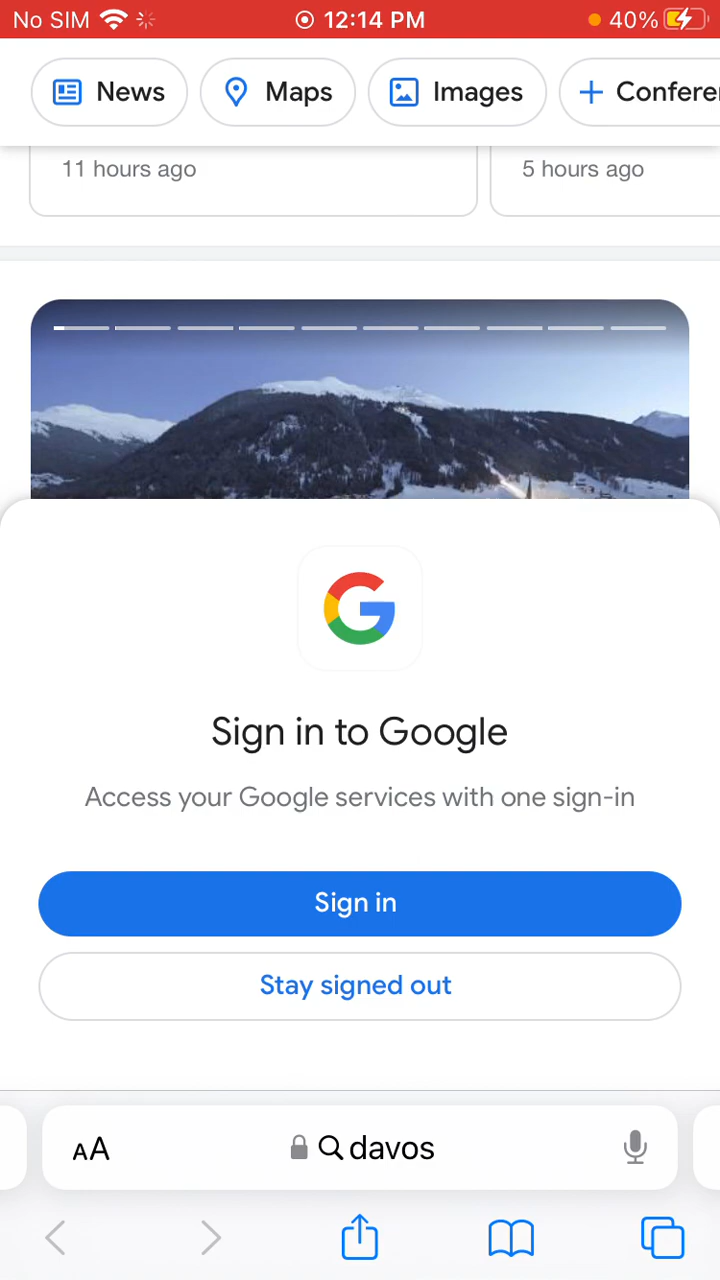 No SIM 12:14 PM 40%
News Maps Images
11 hours ago 5 hours ago
Sign in to Google
Access your Google services with one sign-in
Sign in
Stay signed out
AA davos